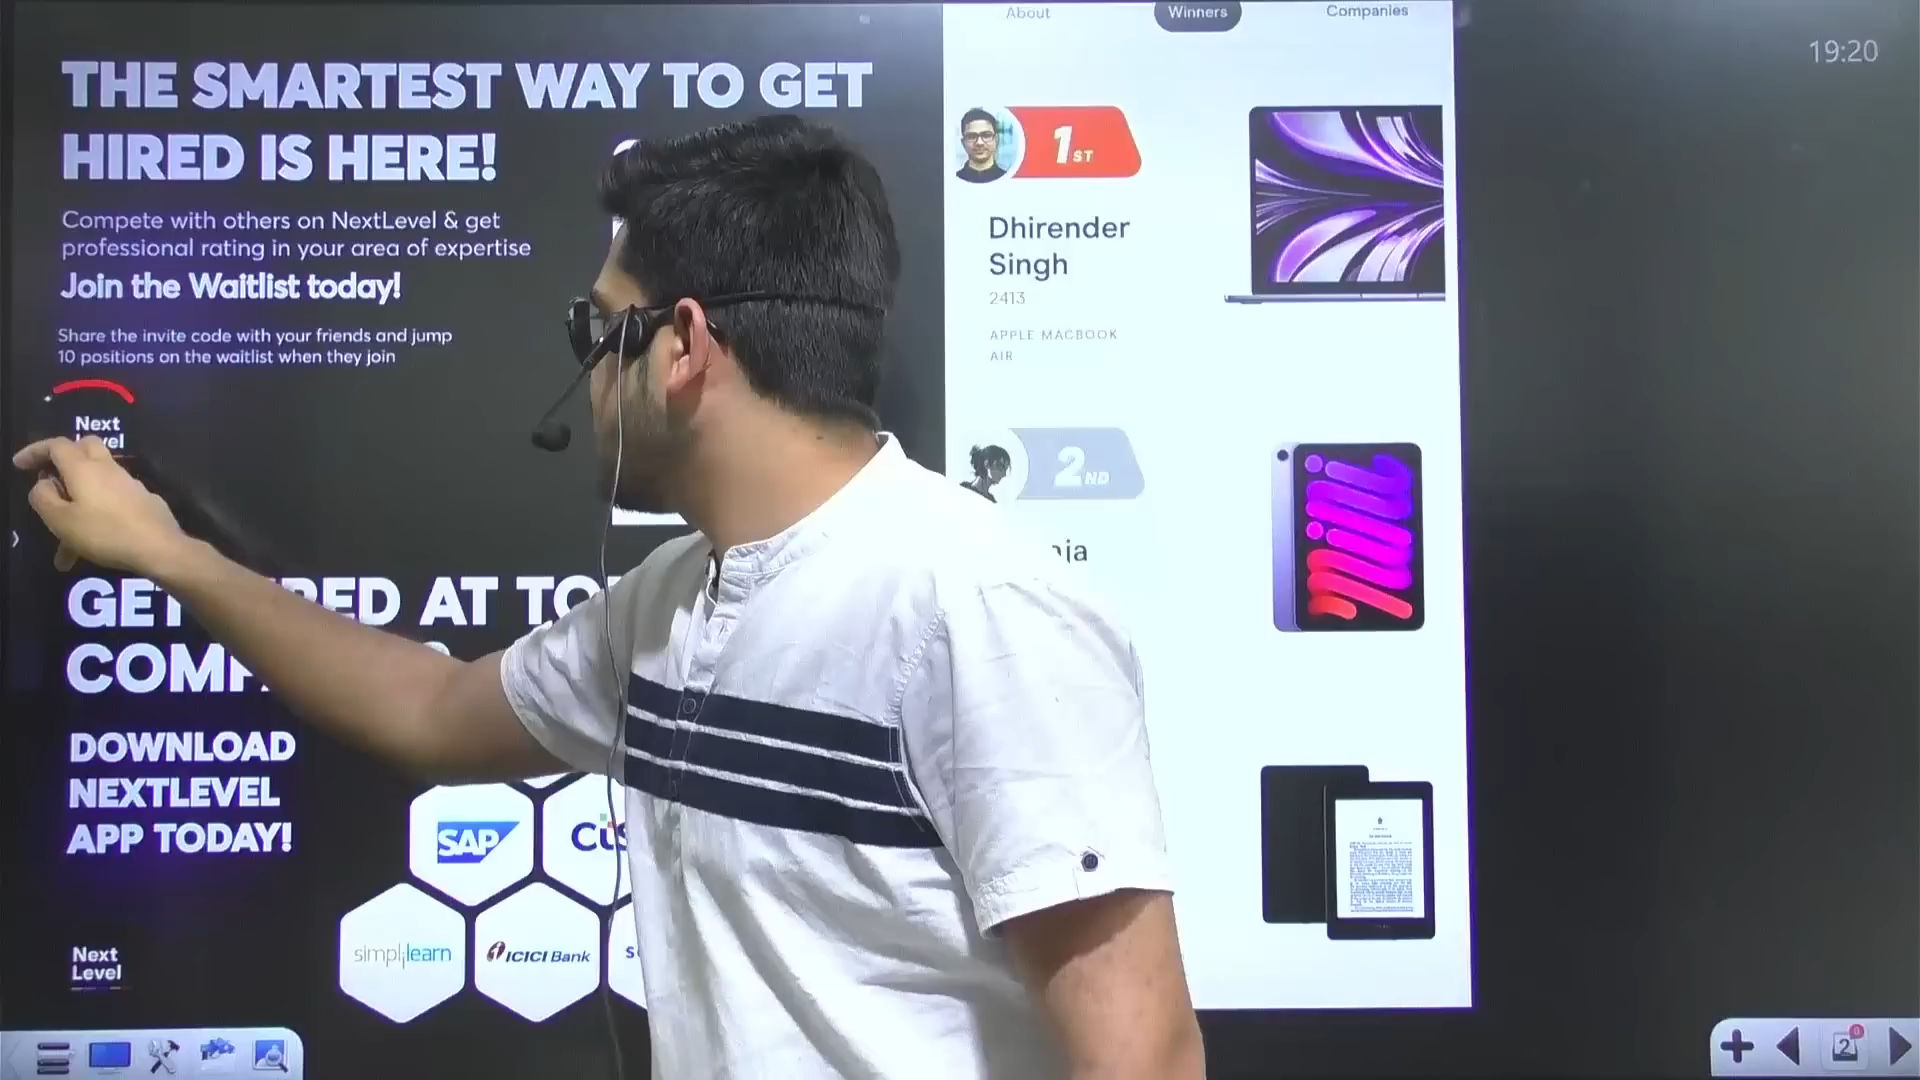 THE SMARTEST WAY TO GET
HIRED IS HERE!
Compete with others on NextLevel & get
professional rating in your area of expertise
Join the Waitlist today!
Share the invite code with your friends and jump
10 positions on the waitlist when they join
Next
DOWNLOAD
NEXTLEVEL
APP TODAY!
SAP
simplilearn
ICICI Bank
Next
Level
About
Winners
Companies
1ST
Dhirender
Singh
2413
APPLE MACBOOK
AIR
2ND
19:20
2
0